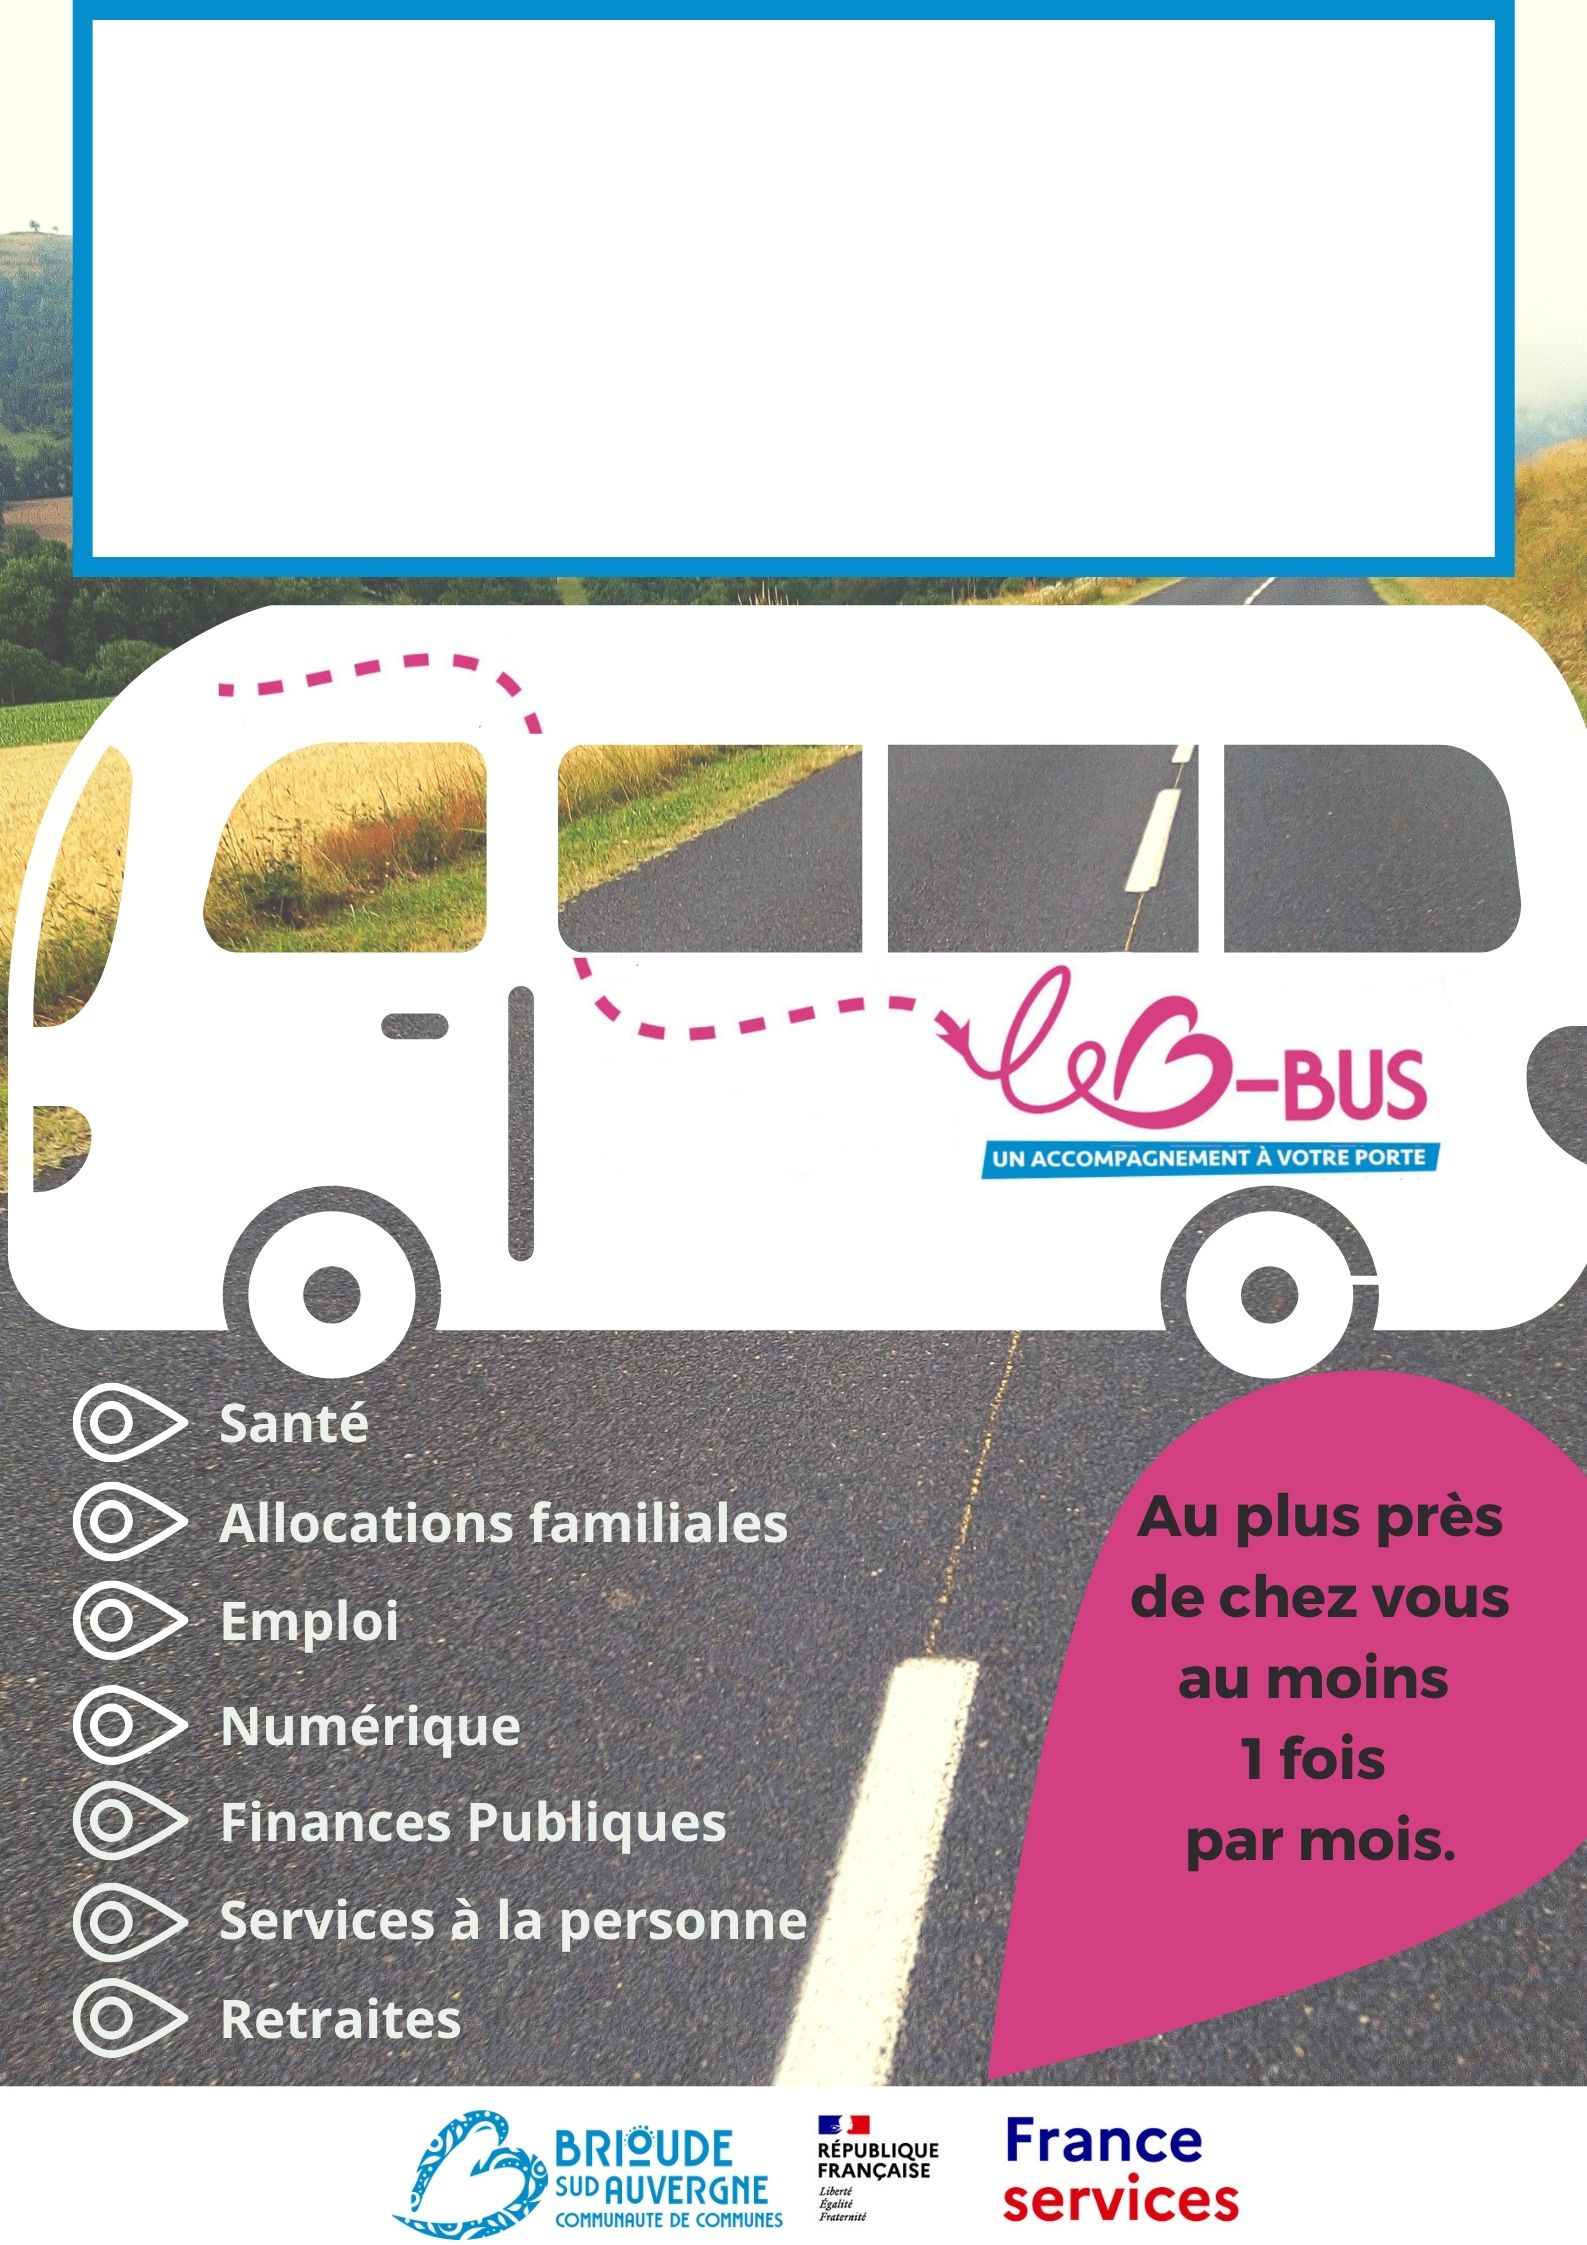 le B-BUS
UN ACCOMPAGNEMENT À VOTRE PORTE
Santé
Allocations familiales
Emploi
Numérique
Finances Publiques
Services à la personne
Retraites
Au plus près
de chez vous
au moins
1 fois
par mois.
BRIOUDE
SUD AUVERGNE
COMMUNAUTE DE COMMUNES
RÉPUBLIQUE
FRANÇAISE
Liberté
Égalité
Fraternité
France
services